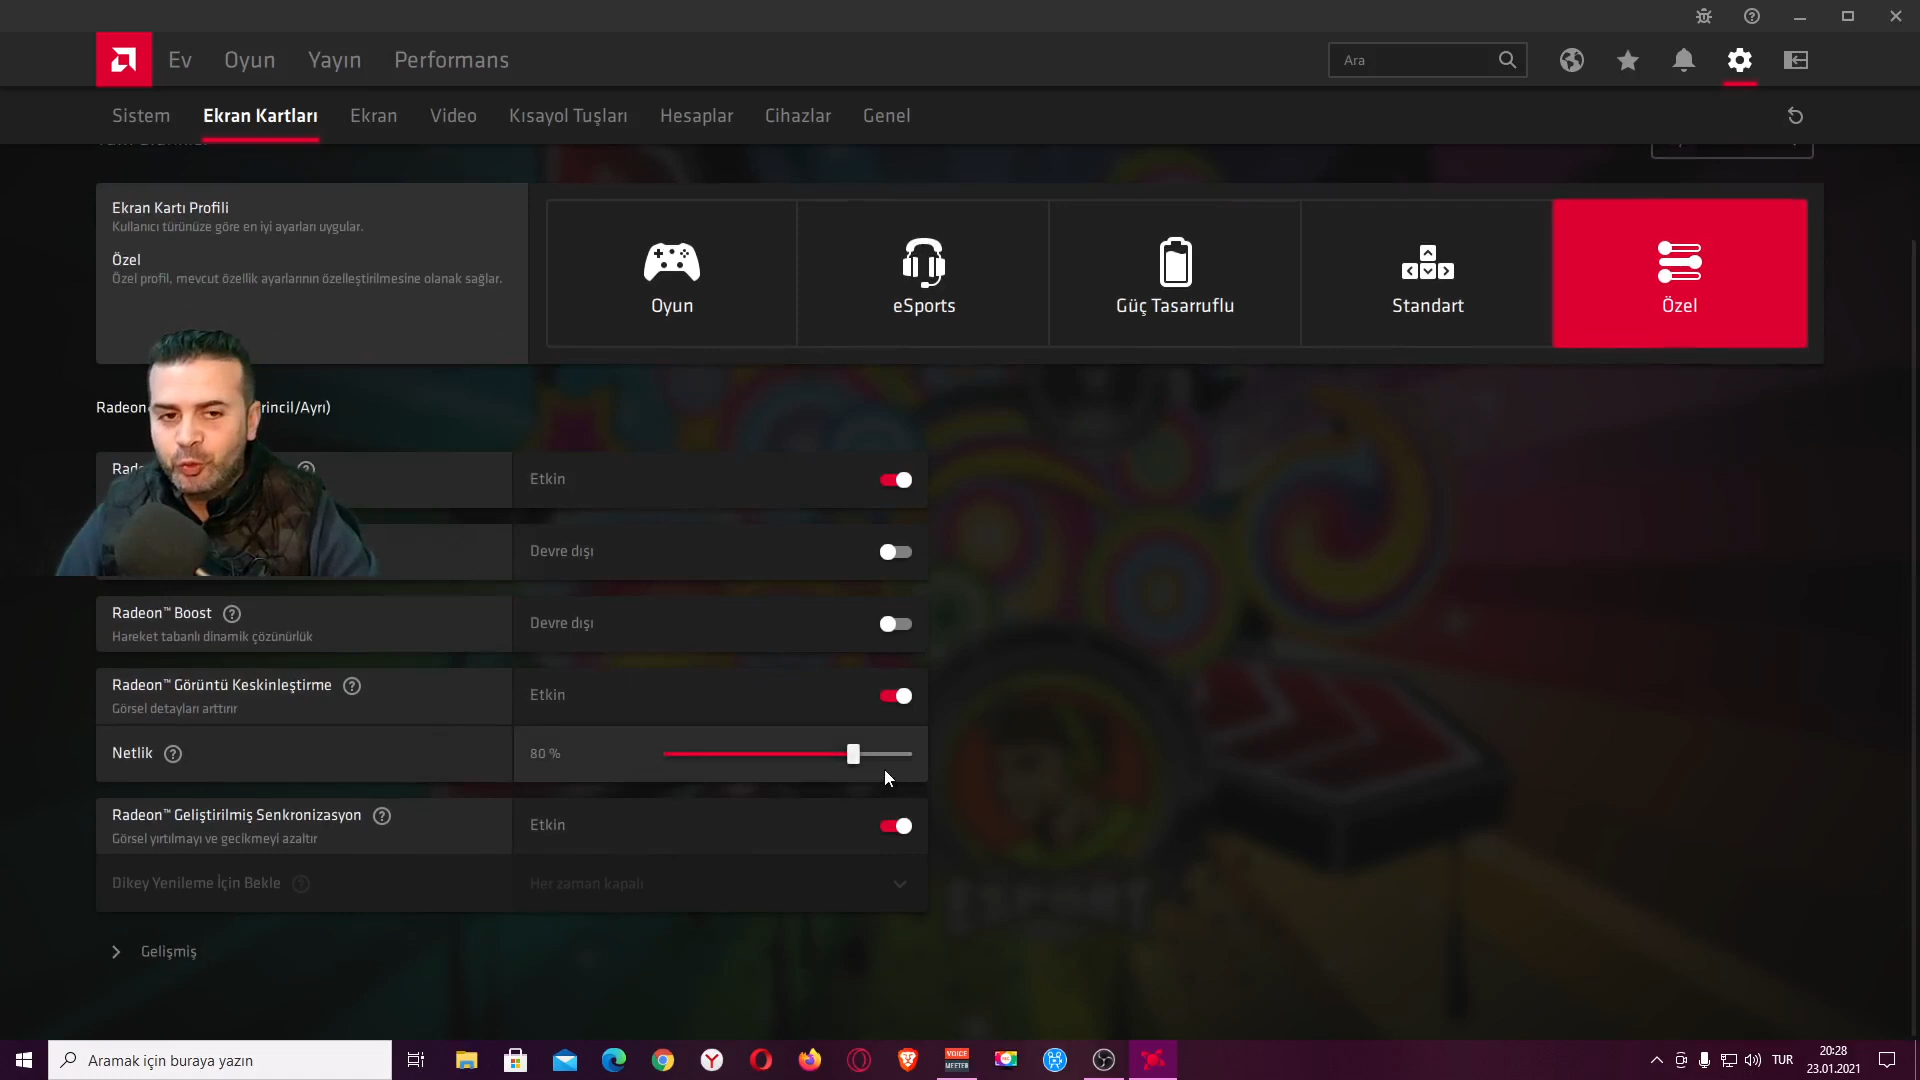 Ev Oyun Yayın Performans
Ara
Sistem Ekran Kartları Ekran Video Kısayol Tuşları Hesaplar Cihazlar Genel
Ekran Kartı Profili
Kullanıcı türünüze göre en iyi ayarları uygular.
Özel
Özel profil, mevcut özellik ayarlarının özelleştirilmesine olanak sağlar.
Oyun
eSports
Güç Tasarruflu
Standart
Özel
Radeon
rincil/Ayrı)
Etkin
Devre dışı
Radeon™ Boost
Hareket tabanlı dinamik çözünürlük
Devre dışı
Radeon™ Görüntü Keskinleştirme
Görsel detayları arttırır
Etkin
Netlik
80 %
Radeon™ Geliştirilmiş Senkronizasyon
Görsel yırtılmayı ve gecikmeyi azaltır
Etkin
Dikey Yenileme İçin Bekle
Her zaman kapalı
ESPORT
Gelişmiş
Aramak için buraya yazın
VOICE
MEETER
TUR
20:28
23.01.2021